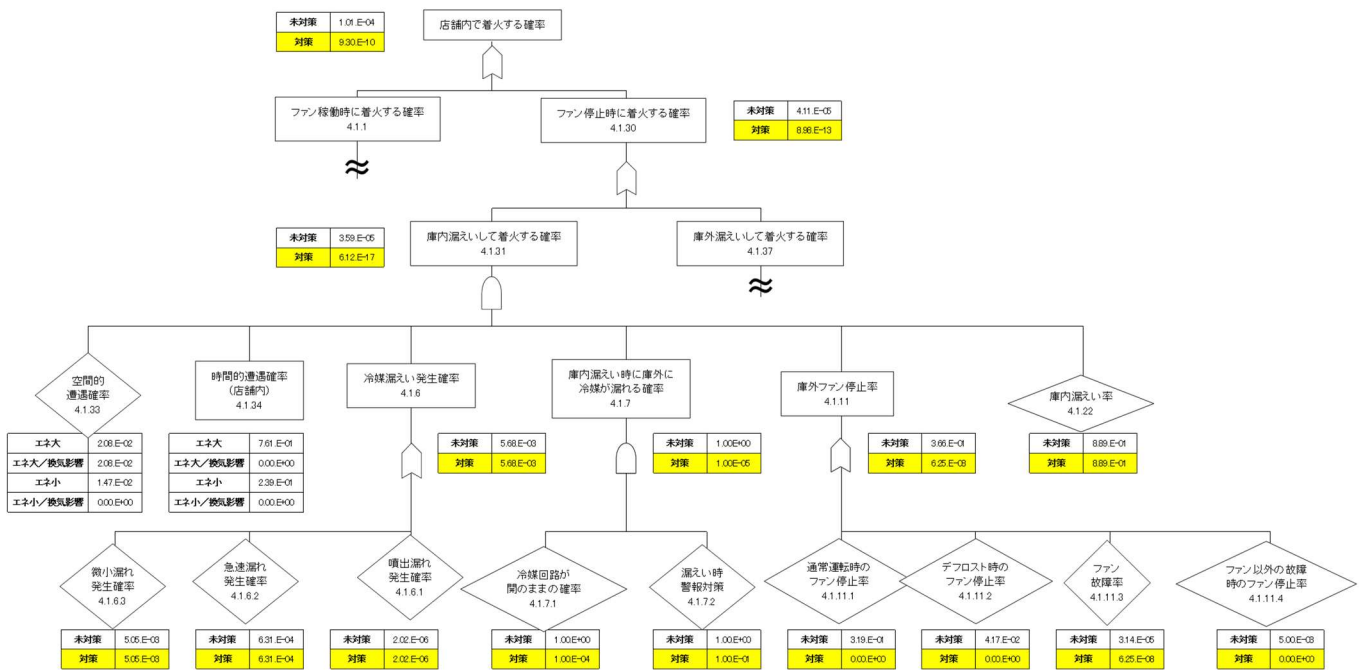 店舗内で着火する確率
未対策 1.01.E-04
対策 9.30.E-10
ファン稼働時に着火する確率
4.1.1
ファン停止時に着火する確率
4.1.30
未対策 4.11.E-05
対策 8.98.E-13
庫内漏えいして着火する確率
4.1.31
未対策 3.59.E-05
対策 6.12.E-17
庫外漏えいして着火する確率
4.1.37
空間的
遭遇確率
4.1.33
エネ大 2.08.E-02
エネ大/換気影響 2.08.E-02
エネ小 1.47.E-02
エネ小/換気影響 0.00.E+00
時間的遭遇確率
(店舗内)
4.1.34
エネ大 7.61.E-01
エネ大/換気影響 0.00.E+00
エネ小 2.39.E-01
エネ小/換気影響 0.00.E+00
冷媒漏えい発生確率
4.1.6
未対策 5.68.E-03
対策 5.68.E-03
庫内漏えい時に庫外に
冷媒が漏れる確率
4.1.7
未対策 1.00E+00
対策 1.00E-05
庫外ファン停止率
4.1.11
未対策 3.66.E-01
対策 6.25.E-08
庫内漏えい率
4.1.22
未対策 8.89.E-01
対策 8.89.E-01
微小漏れ
発生確率
4.1.6.3
未対策 5.05.E-03
対策 5.05.E-03
急速漏れ
発生確率
4.1.6.2
未対策 6.31.E-04
対策 6.31.E-04
噴出漏れ
発生確率
4.1.6.1
未対策 2.02.E-06
対策 2.02.E-06
冷媒回路が
開のままの確率
4.1.7.1
未対策 1.00.E+00
対策 1.00.E-04
漏えい時
警報対策
4.1.7.2
未対策 1.00.E+00
対策 1.00.E-01
通常運転時の
ファン停止率
4.1.11.1
未対策 3.19.E-01
対策 0.00.E+00
デフロスト時の
ファン停止率
4.1.11.2
未対策 4.17.E-02
対策 0.00.E+00
ファン
故障率
4.1.11.3
未対策 3.14.E-05
対策 6.25E-08
ファン以外の故障
時のファン停止率
4.1.11.4
未対策 5.00.E-03
対策 0.00.E+00